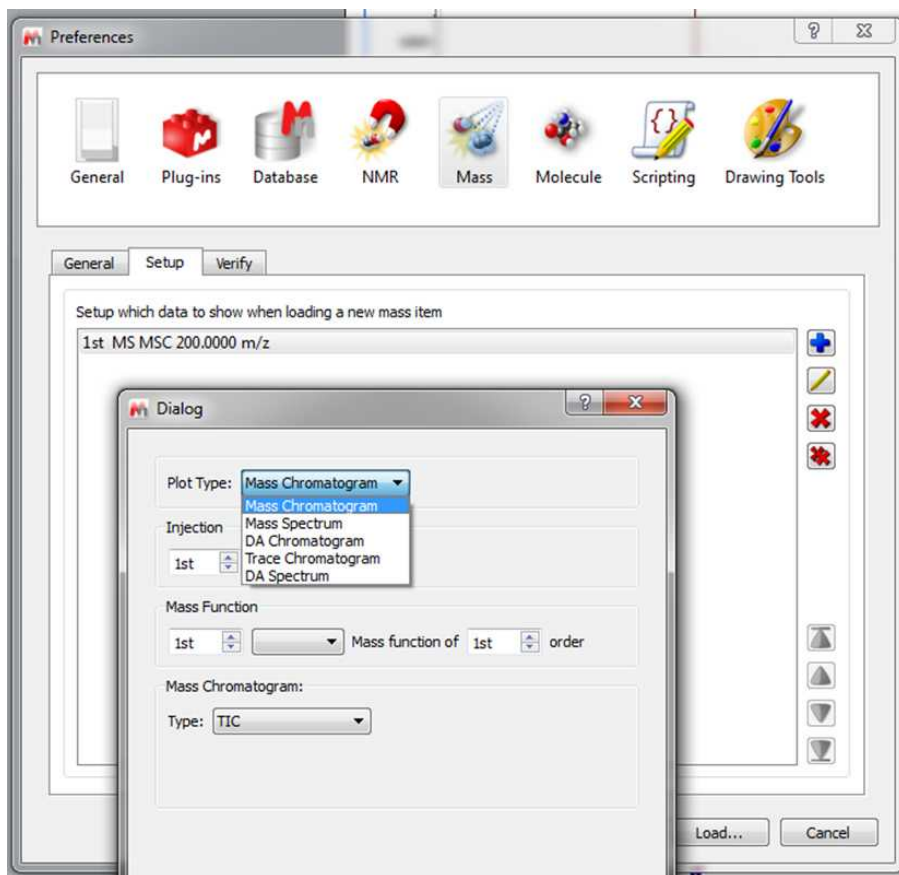 Preferences
General Plug-ins Database NMR Mass Molecule Scripting Drawing Tools
General Setup Verify
Setup which data to show when loading a new mass item
1st MS MSC 200.0000 m/z
Dialog
Plot Type: Mass Chromatogram
Mass Chromatogram
Mass Spectrum
DA Chromatogram
Trace Chromatogram
DA Spectrum
Injection
1st
Mass Function
1st Mass function of 1st order
Mass Chromatogram:
Type: TIC
Load... Cancel